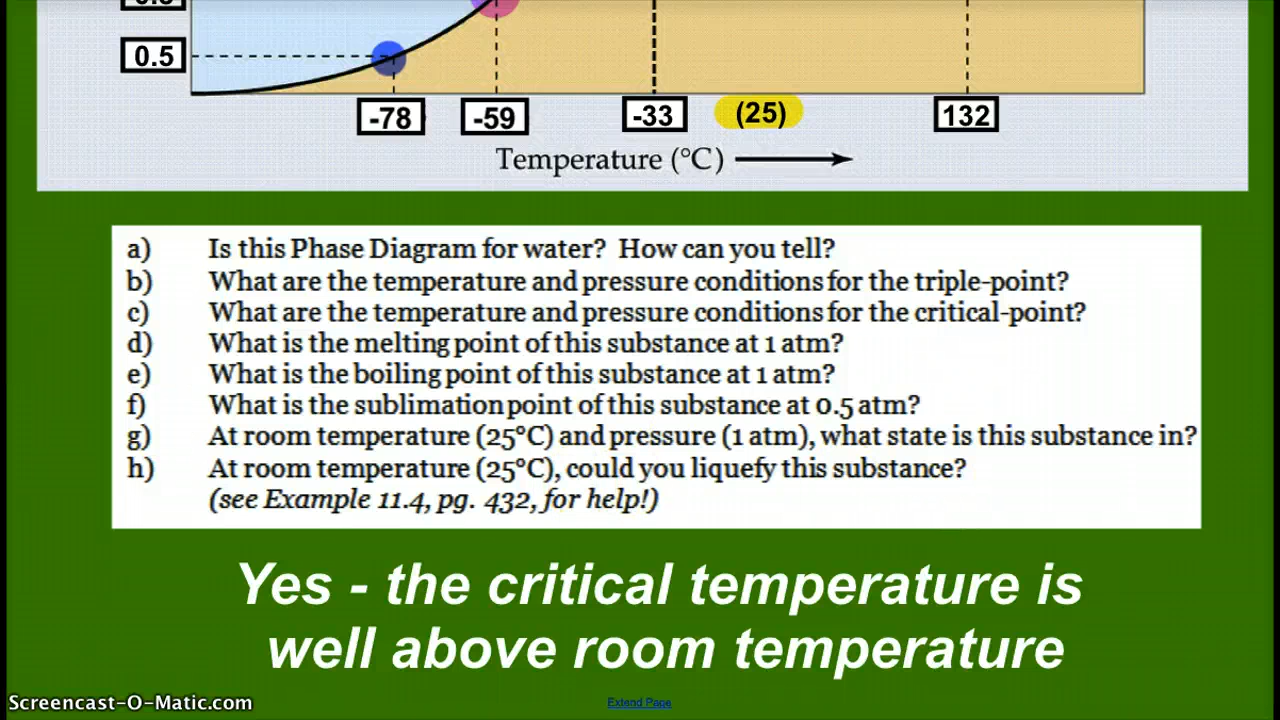 0.5
-78 -59 -33 (25) 132
Temperature (°C)
a) Is this Phase Diagram for water? How can you tell?
b) What are the temperature and pressure conditions for the triple-point?
c) What are the temperature and pressure conditions for the critical-point?
d) What is the melting point of this substance at 1 atm?
e) What is the boiling point of this substance at 1 atm?
f) What is the sublimation point of this substance at 0.5 atm?
g) At room temperature (25°C) and pressure (1 atm), what state is this substance in?
h) At room temperature (25°C), could you liquefy this substance?
(see Example 11.4, pg. 432, for help!)
Yes - the critical temperature is
well above room temperature
Screencast-O-Matic.com
Extend Page